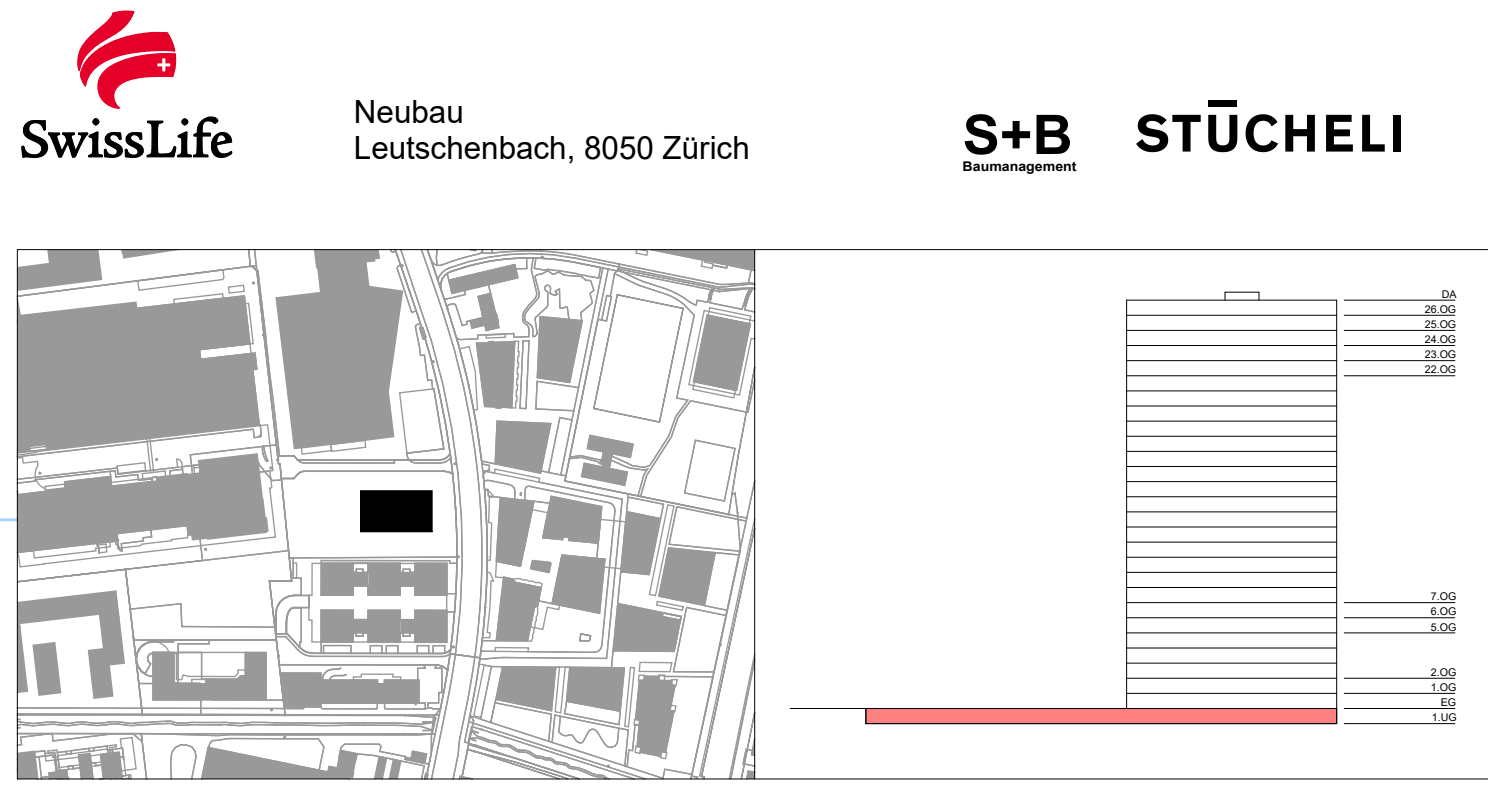 SwissLife
Neubau
Leutschenbach, 8050 Zürich
S+B
Baumanagement
STŪCHELI
DA
26.OG
25.OG
24.OG
23.OG
22.OG
7.OG
6.OG
5.OG
2.OG
1.OG
EG
1.UG